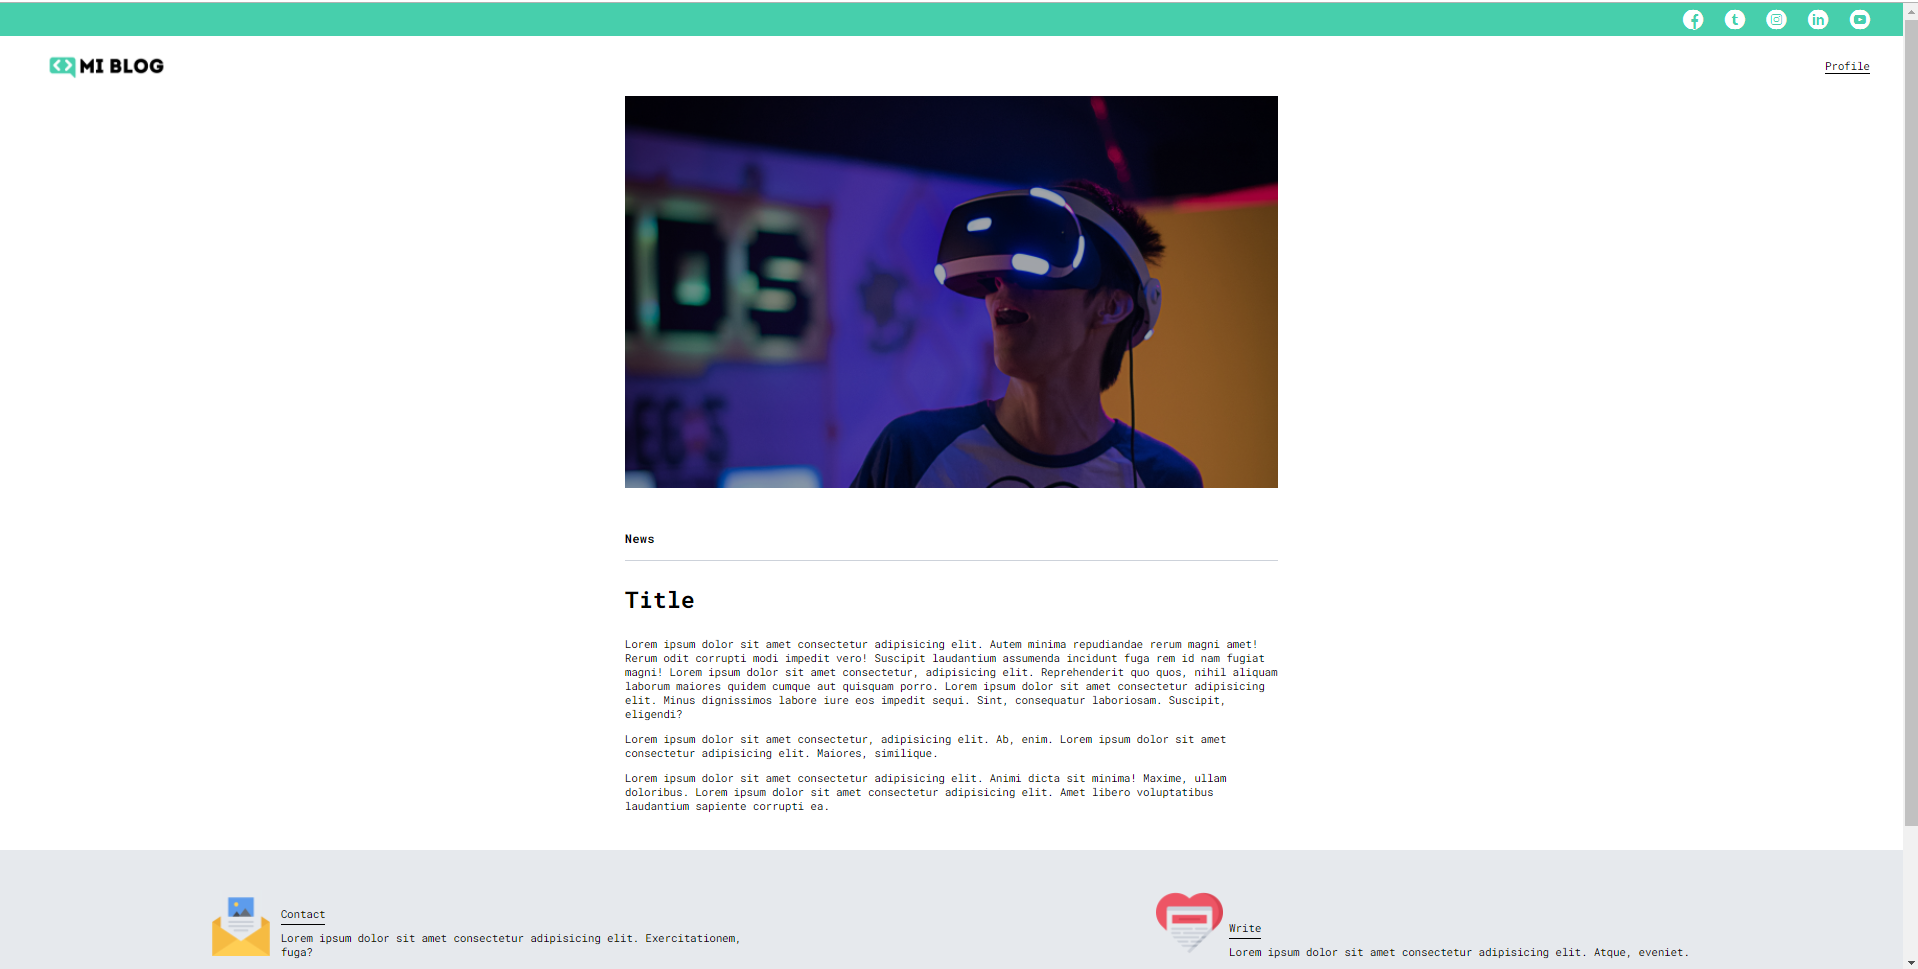 MI BLOG
Profile
DS
News
Title
Lorem ipsum dolor sit amet consectetur adipisicing elit. Autem minima repudiandae rerum magni amet!
Rerum odit corrupti modi impedit vero! Suscipit laudantium assumenda incidunt fuga rem id nam fugiat
magni! Lorem ipsum dolor sit amet consectetur, adipisicing elit. Reprehenderit quo quos, nihil aliquam
laborum maiores quidem cumque aut quisquam porro. Lorem ipsum dolor sit amet consectetur adipisicing
elit. Minus dignissimos labore iure eos impedit sequi. Sint, consequatur laboriosam. Suscipit,
eligendi?
Lorem ipsum dolor sit amet consectetur, adipisicing elit. Ab, enim. Lorem ipsum dolor sit amet
consectetur adipisicing elit. Maiores, similique.
Lorem ipsum dolor sit amet consectetur adipisicing elit. Animi dicta sit minima! Maxime, ullam
doloribus. Lorem ipsum dolor sit amet consectetur adipisicing elit. Amet libero voluptatibus
laudantium sapiente corrupti ea.
Contact
Lorem ipsum dolor sit amet consectetur adipisicing elit. Exercitationem,
fuga?
Write
Lorem ipsum dolor sit amet consectetur adipisicing elit. Atque, eveniet.